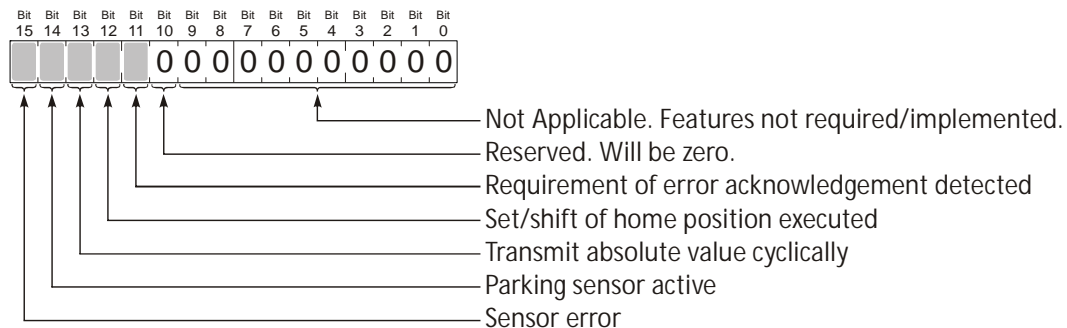 Bit Bit Bit Bit Bit Bit Bit Bit Bit Bit Bit Bit Bit Bit Bit Bit
15 14 13 12 11 10 9 8 7 6 5 4 3 2 1 0
0 0 0 0 0 0 0 0 0 0 0
Not Applicable. Features not required/implemented.
Reserved. Will be zero.
Requirement of error acknowledgement detected
Set/shift of home position executed
Transmit absolute value cyclically
Parking sensor active
Sensor error